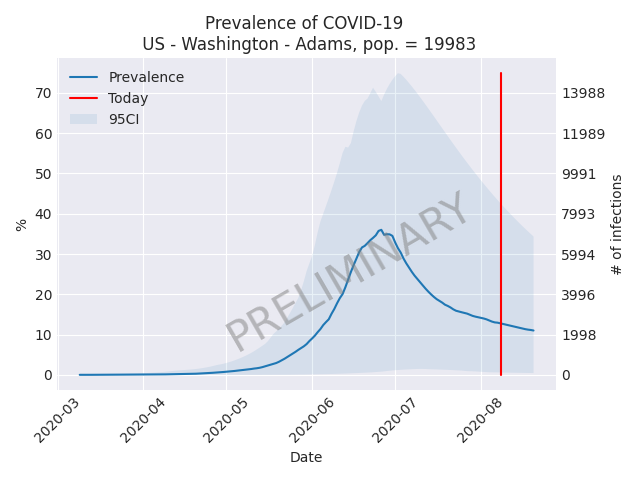 Prevalence of COVID-19
US - Washington - Adams, pop. = 19983
Prevalence
Today
95CI
70
60
50
40
30
20
10
0
%
13988
11989
9991
7993
5994
3996
1998
0
# of infections
PRELIMINARY
2020-03
2020-04
2020-05
2020-06
2020-07
2020-08
Date